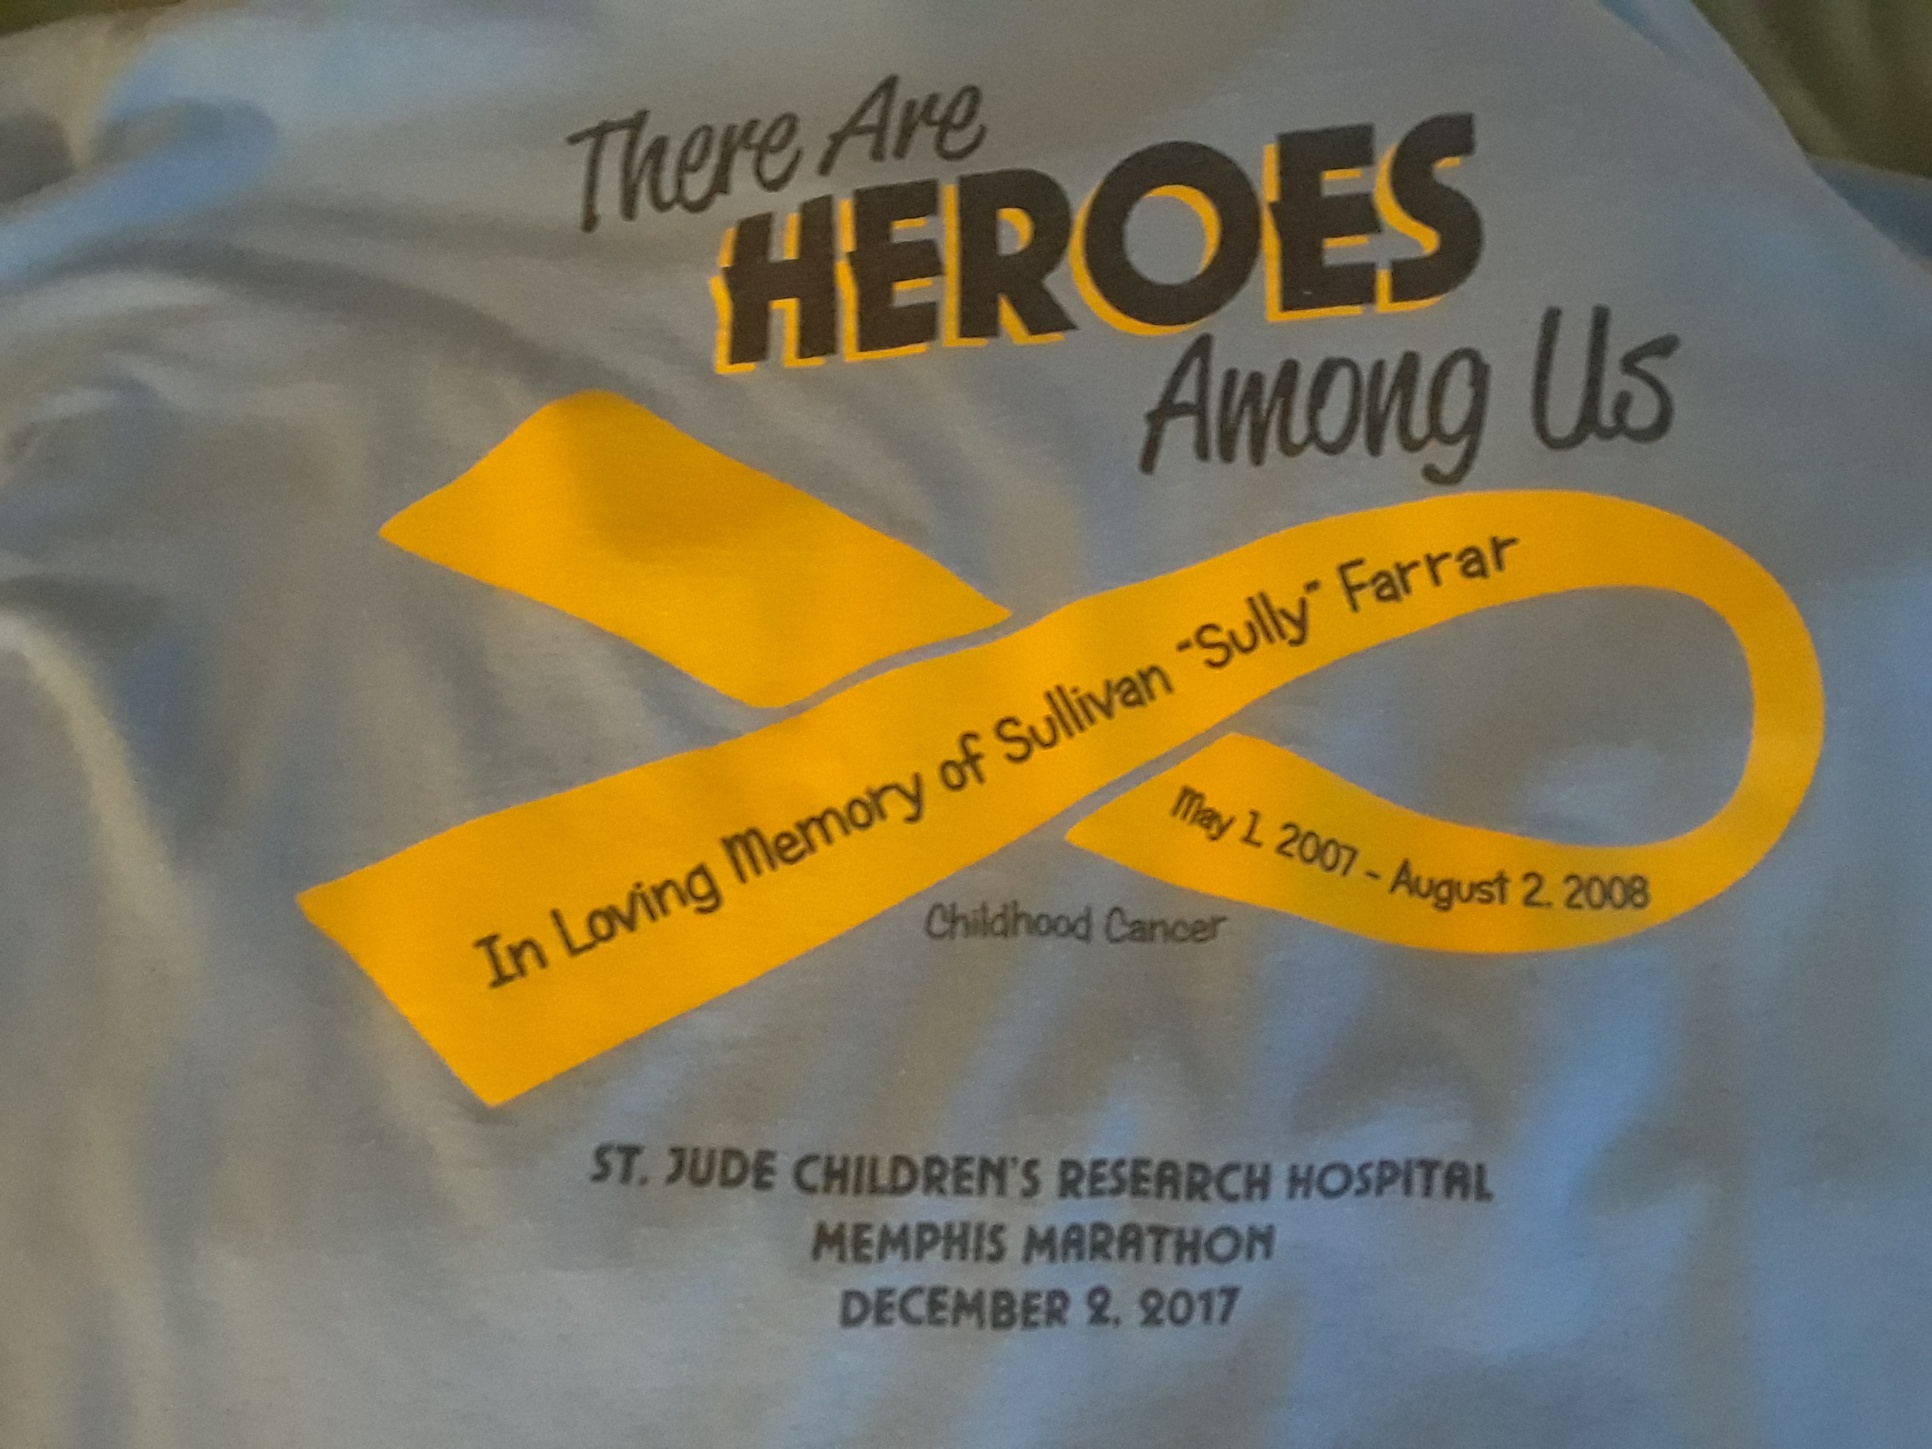 There Are
HEROES
Among Us
In Loving Memory of Sullivan "Sully" Farrar
May 1, 2007 - August 2, 2008
Childhood Cancer
ST. JUDE CHILDREN'S RESEARCH HOSPITAL
MEMPHIS MARATHON
DECEMBER 2, 2017